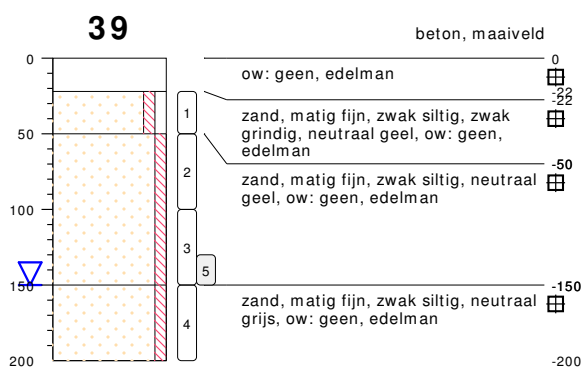 39
beton, maaiveld
0
0
ow: geen, edelman
-22
-22
zand, matig fijn, zwak siltig, zwak
grindig, neutraal geel, ow: geen,
edelman
1
50
-50
zand, matig fijn, zwak siltig, neutraal
geel, ow: geen, edelman
2
100
3
5
150
-150
zand, matig fijn, zwak siltig, neutraal
grijs, ow: geen, edelman
4
200
-200